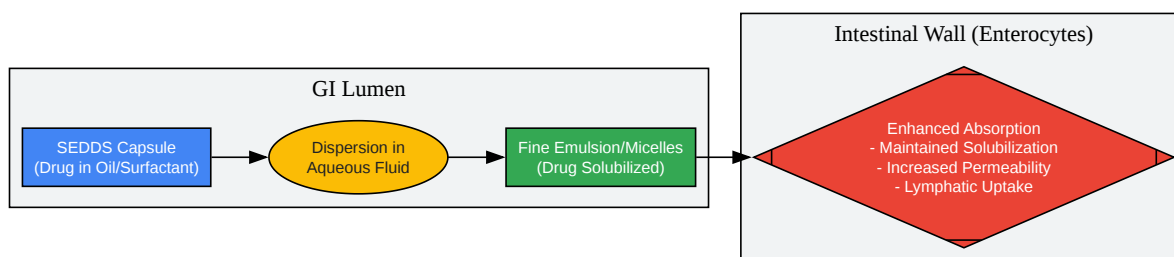 GI Lumen
SEDDS Capsule
(Drug in Oil/Surfactant)
Dispersion in
Aqueous Fluid
Fine Emulsion/Micelles
(Drug Solubilized)
Intestinal Wall (Enterocytes)
Enhanced Absorption
- Maintained Solubilization
- Increased Permeability
- Lymphatic Uptake